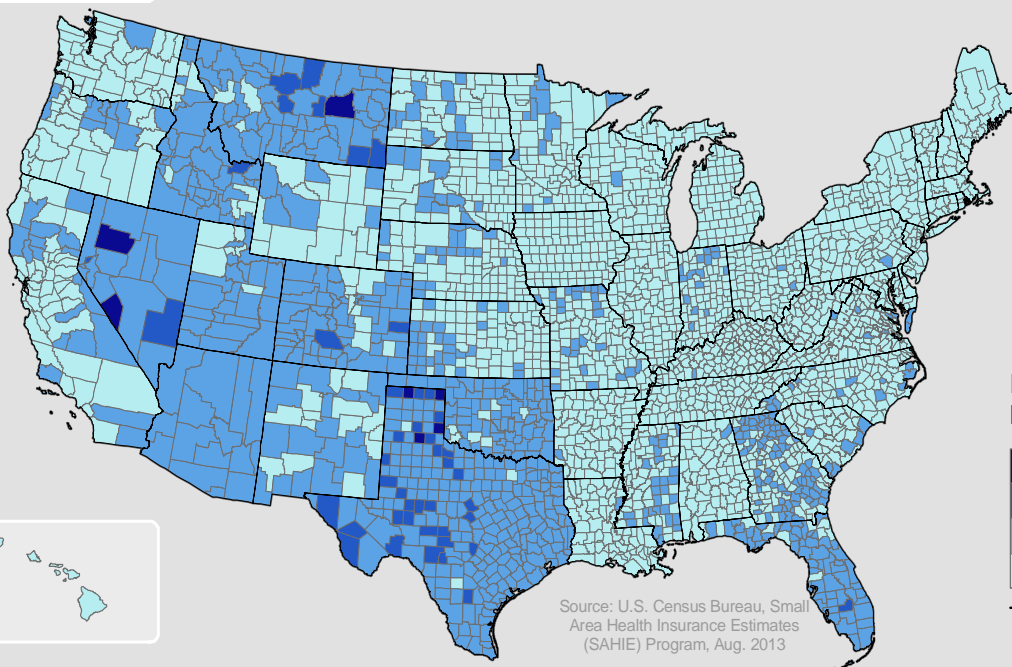 Source: U.S. Census Bureau, Small
Area Health Insurance Estimates
(SAHIE) Program, Aug. 2013